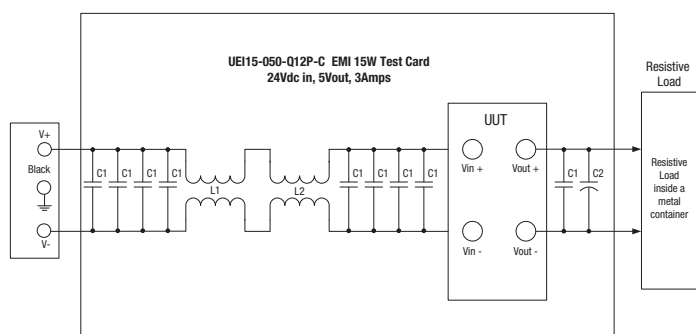 UEI15-050-Q12P-C EMI 15W Test Card
24Vdc in, 5Vout, 3Amps
Resistive
Load
UUT
V+
Black
V-
C1
C1
C1
C1
L1
L2
C1
C1
C1
C1
Vin +
Vout +
Vin -
Vout -
C1
C2
Resistive
Load
inside a
metal
container